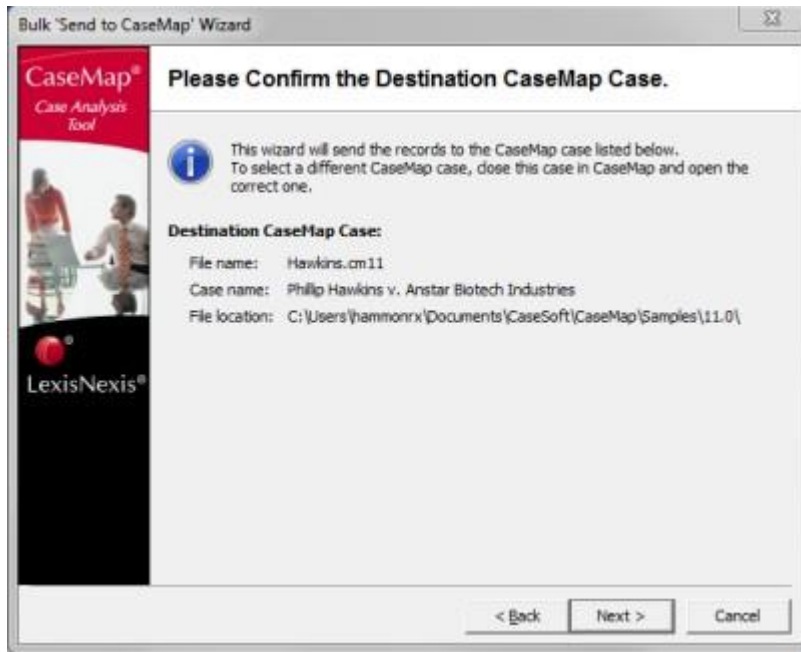 Bulk 'Send to CaseMap' Wizard
CaseMap®
Case Analysis
Tool
LexisNexis®
Please Confirm the Destination CaseMap Case.
This wizard will send the records to the CaseMap case listed below.
To select a different CaseMap case, close this case in CaseMap and open the
correct one.
Destination CaseMap Case:
File name: Hawkins.cm11
Case name: Phillip Hawkins v. Anstar Biotech Industries
File location: C:\Users\hammonrx\Documents\CaseSoft\CaseMap\Samples\11.0\
< Back Next > Cancel